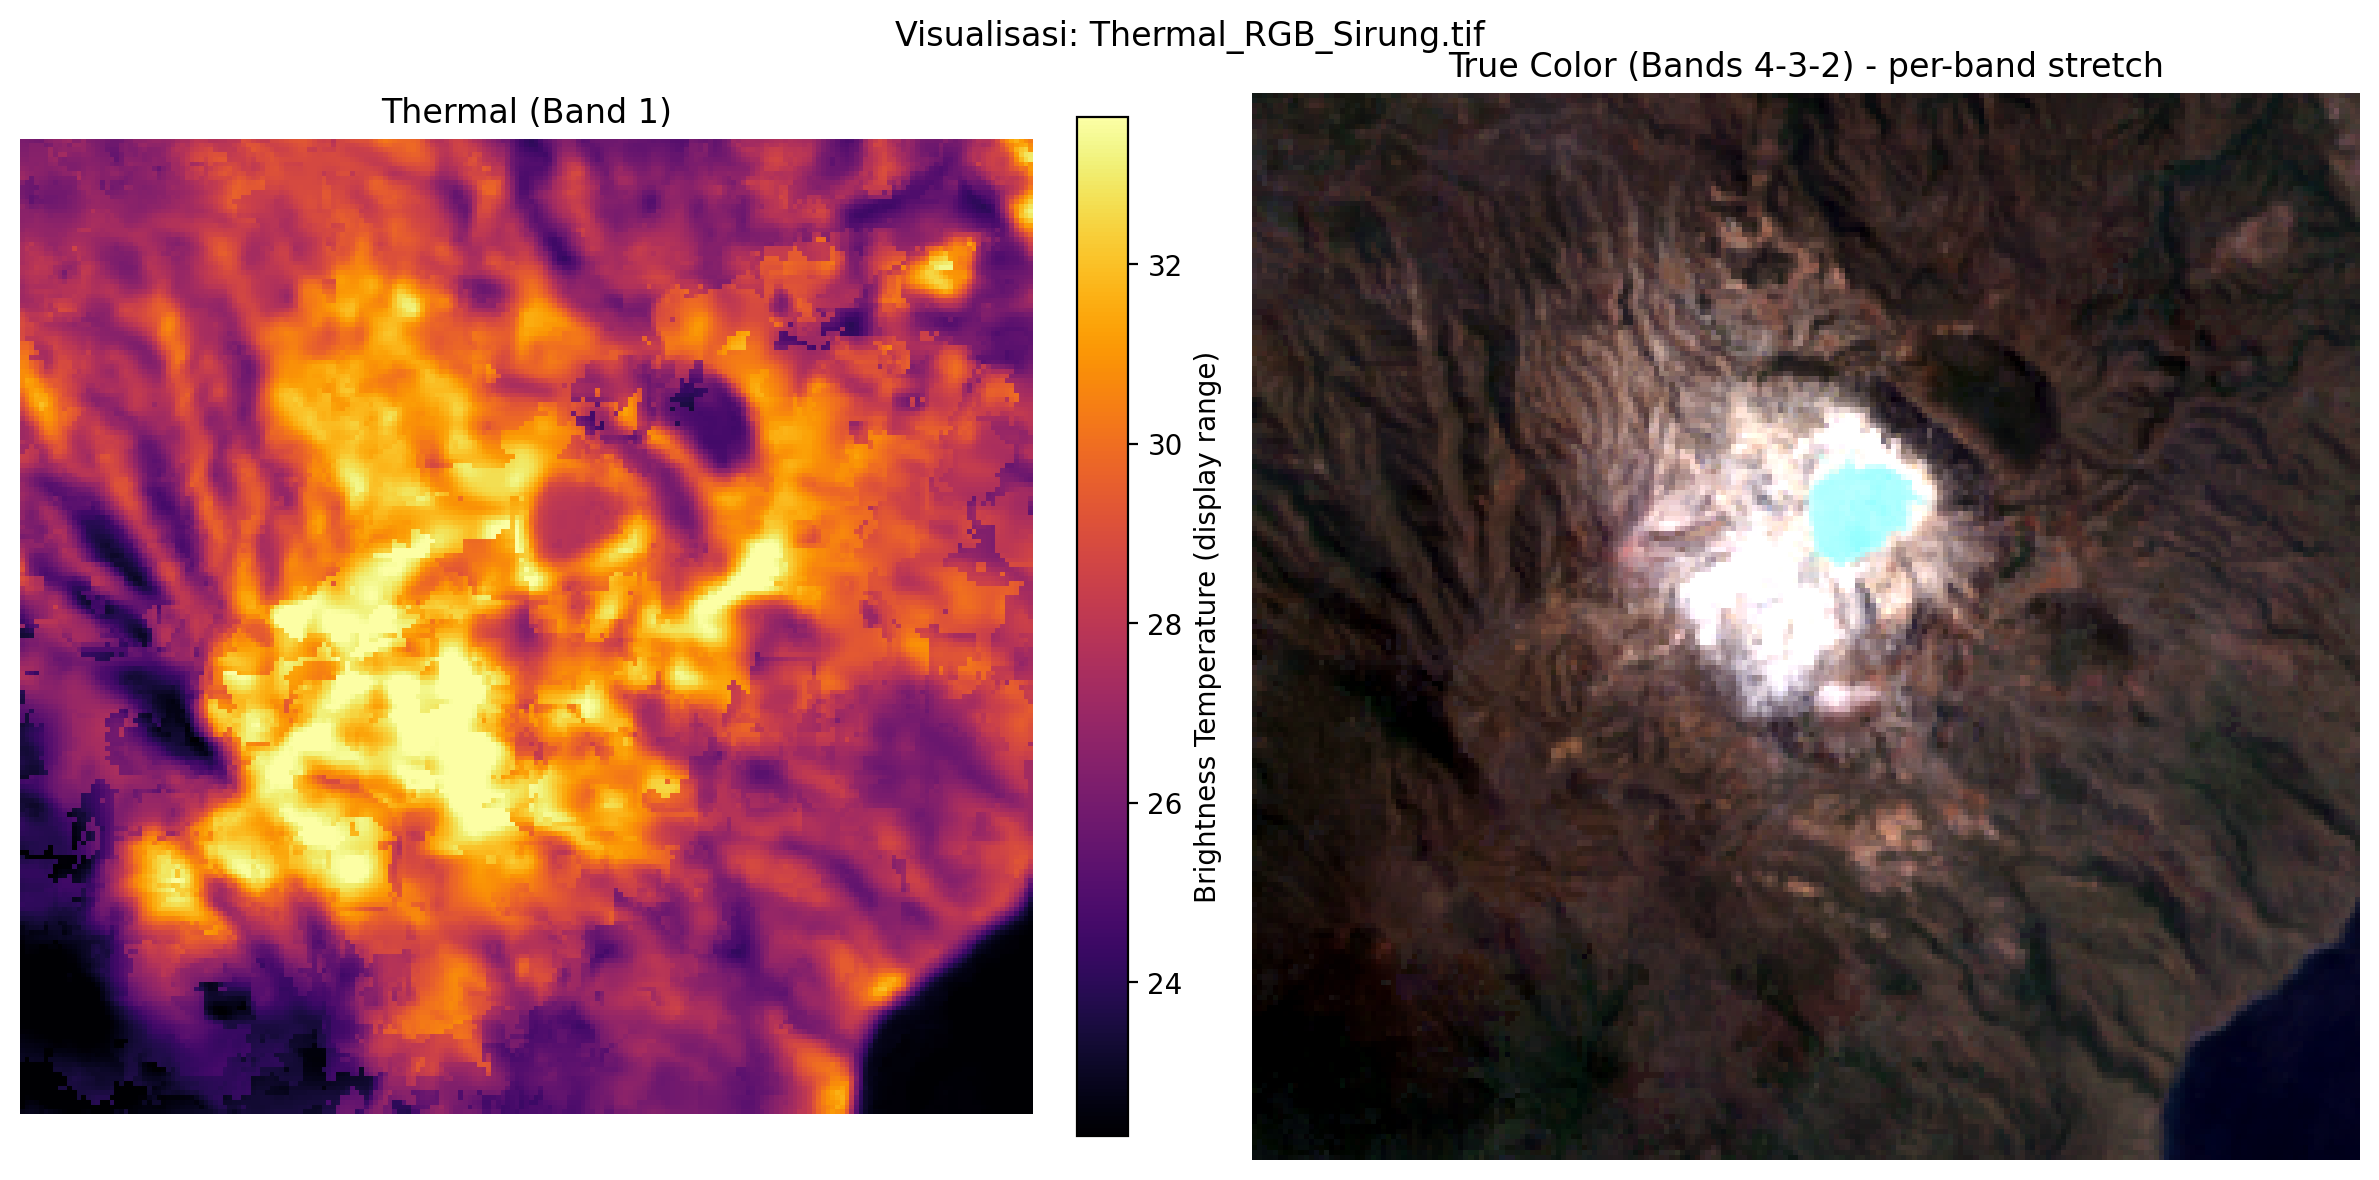 Visualisasi: Thermal_RGB_Sirung.tif
Thermal (Band 1)
32
30
28
26
24
Brightness Temperature (display range)
True Color (Bands 4-3-2) - per-band stretch